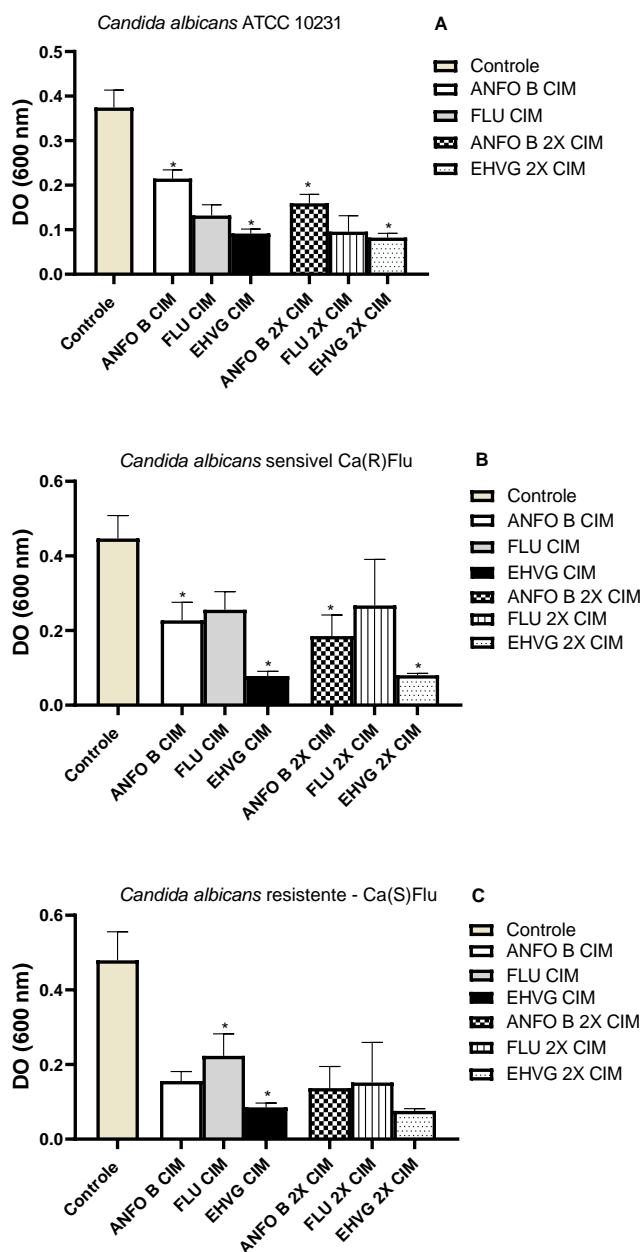 Candida albicans ATCC 10231
A
DO (600 nm)
0.5
0.4
0.3
0.2
0.1
0.0
*
*
*
*
Controle
ANFO B CIM
FLU CIM
EHVG CIM
ANFO B 2X CIM
FLU 2X CIM
EHVG 2X CIM
Controle
ANFO B CIM
FLU CIM
ANFO B 2X CIM
EHVG 2X CIM
Candida albicans sensivel Ca(R)Flu
B
DO (600 nm)
0.6
0.4
0.2
0.0
*
*
*
*
Controle
ANFO B CIM
FLU CIM
EHVG CIM
ANFO B 2X CIM
FLU 2X CIM
EHVG 2X CIM
Controle
ANFO B CIM
FLU CIM
EHVG CIM
ANFO B 2X CIM
FLU 2X CIM
EHVG 2X CIM
Candida albicans resistente - Ca(S)Flu
C
DO (600 nm)
0.6
0.4
0.2
0.0
*
*
Controle
ANFO B CIM
FLU CIM
EHVG CIM
ANFO B 2X CIM
FLU 2X CIM
EHVG 2X CIM
Controle
ANFO B CIM
FLU CIM
EHVG CIM
ANFO B 2X CIM
FLU 2X CIM
EHVG 2X CIM